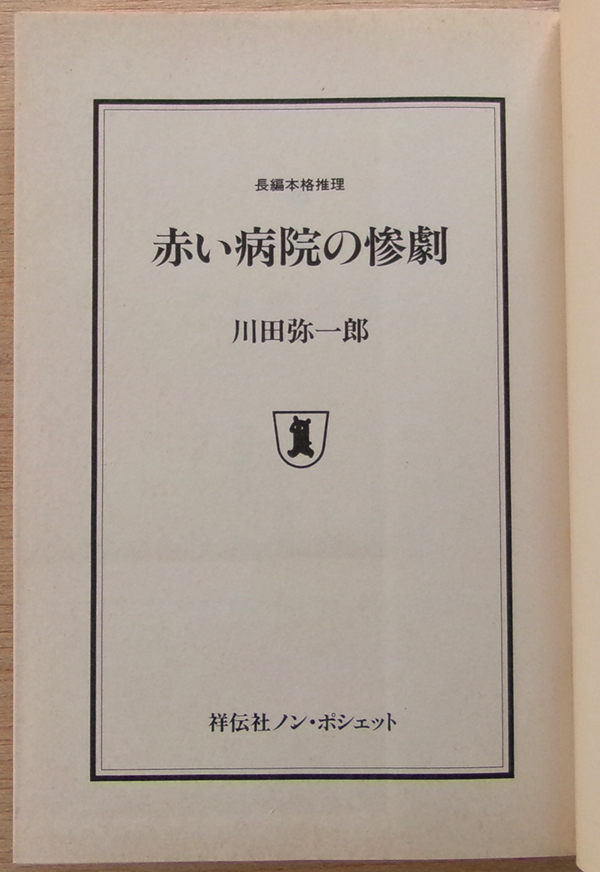 長編本格推理
赤い病院の惨劇
川田弥一郎
祥伝社ノン・ポシェット